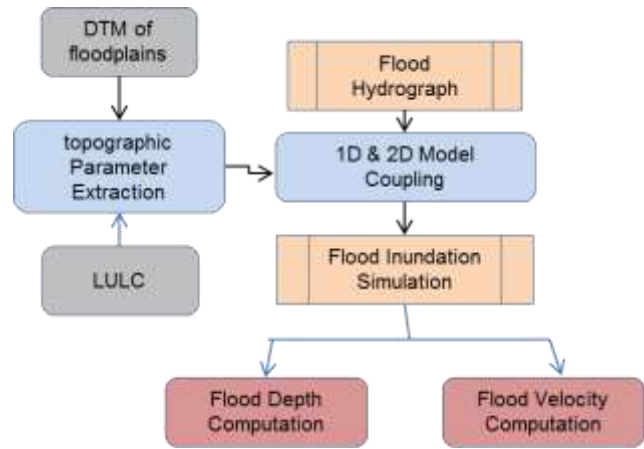 DTM of
floodplains
Flood
Hydrograph
topographic
Parameter
Extraction
1D & 2D Model
Coupling
LULC
Flood Inundation
Simulation
Flood Depth
Computation
Flood Velocity
Computation